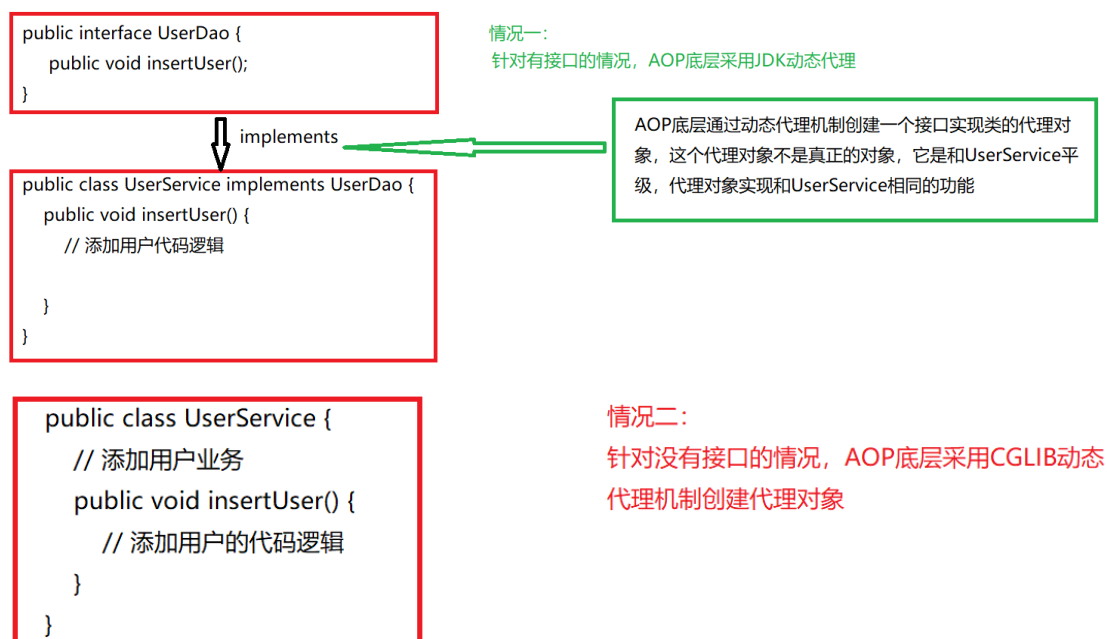 public interface UserDao {
public void insertUser();
}
情况一：
针对有接口的情况，AOP底层采用JDK动态代理
implements
AOP底层通过动态代理机制创建一个接口实现类的代理对
象，这个代理对象不是真正的对象，它是和UserService平
级，代理对象实现和UserService相同的功能
public class UserService implements UserDao {
public void insertUser() {
// 添加用户代码逻辑
}
}
public class UserService {
// 添加用户业务
public void insertUser() {
// 添加用户的代码逻辑
}
}
情况二：
针对没有接口的情况，AOP底层采用CGLIB动态
代理机制创建代理对象